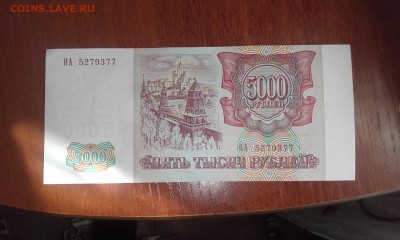 COINS.LAVE.RU
ИА 5279377
5000
РУБЛЕЙ
ИА 5279377
5000
ПЯТЬ ТЫСЯЧ РУБЛЕЙ